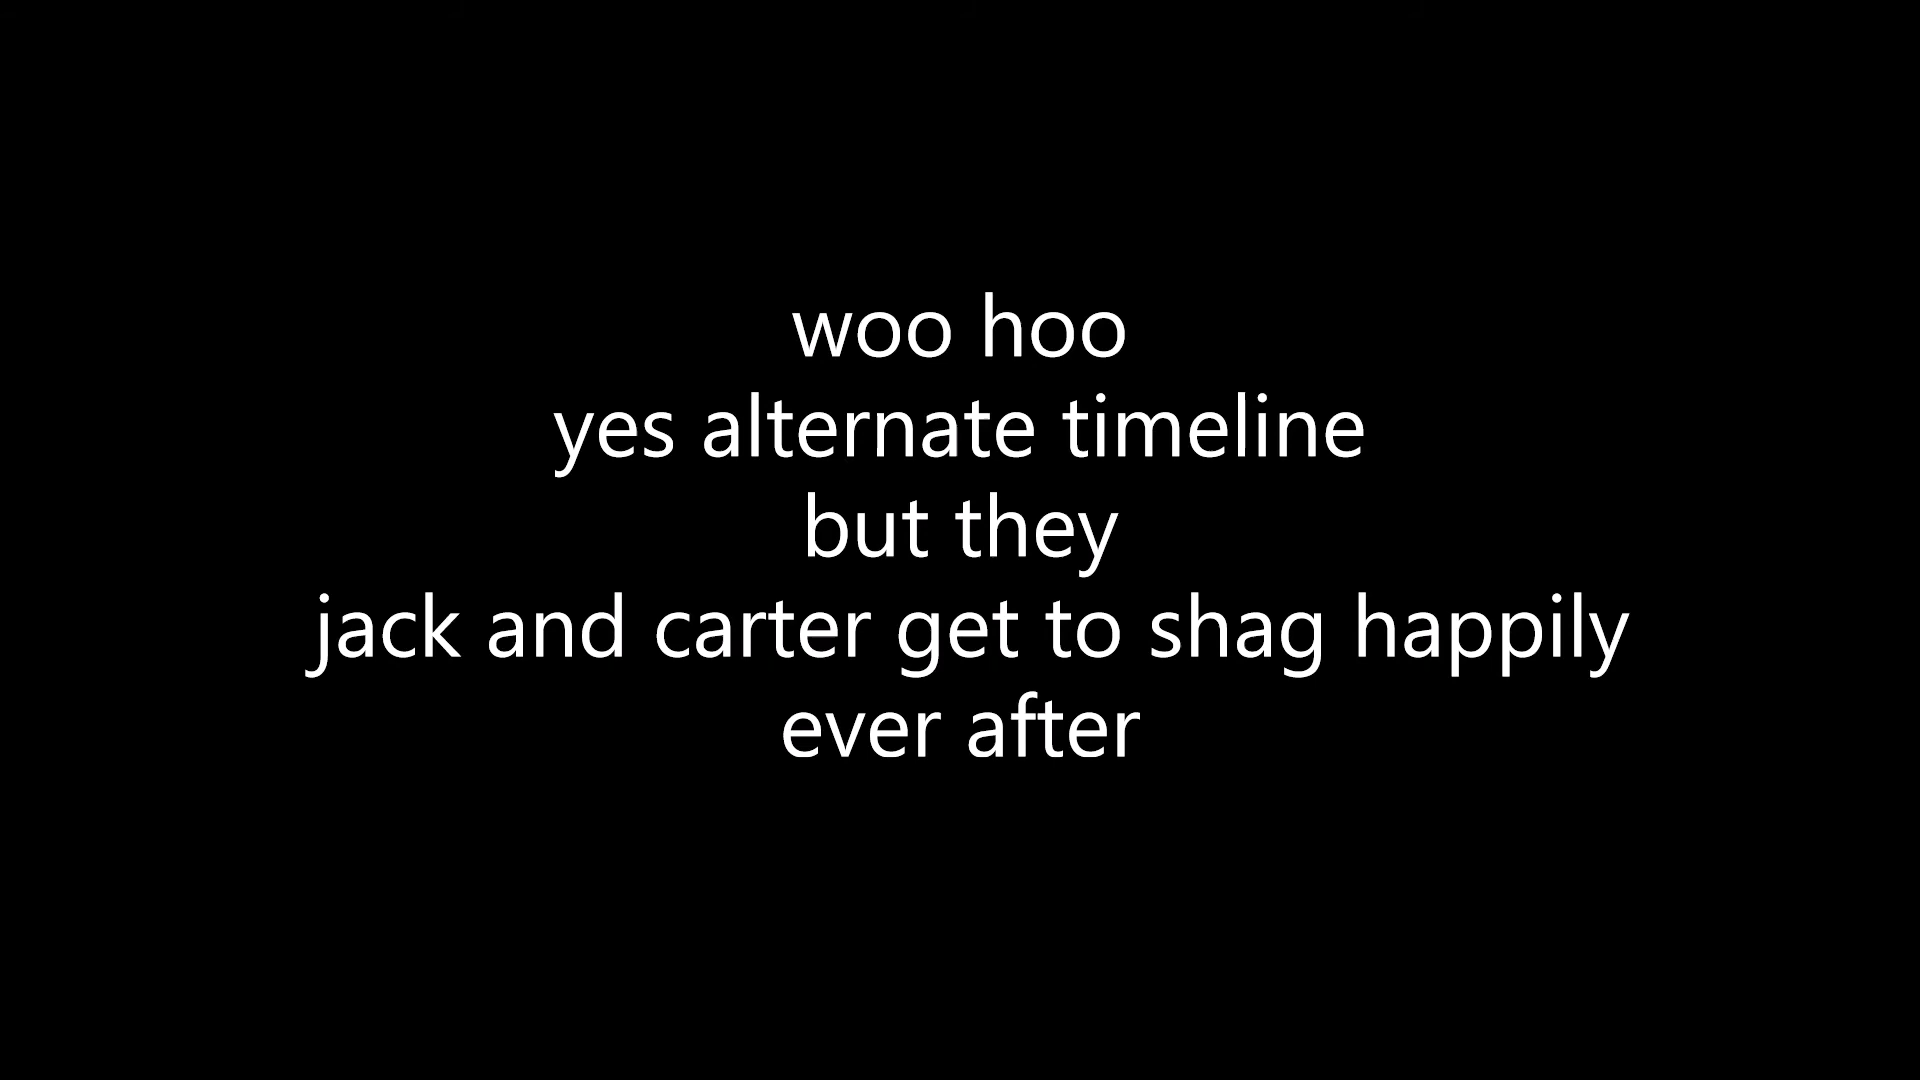 woo hoo
yes alternate timeline
but they
jack and carter get to shag happily
ever after